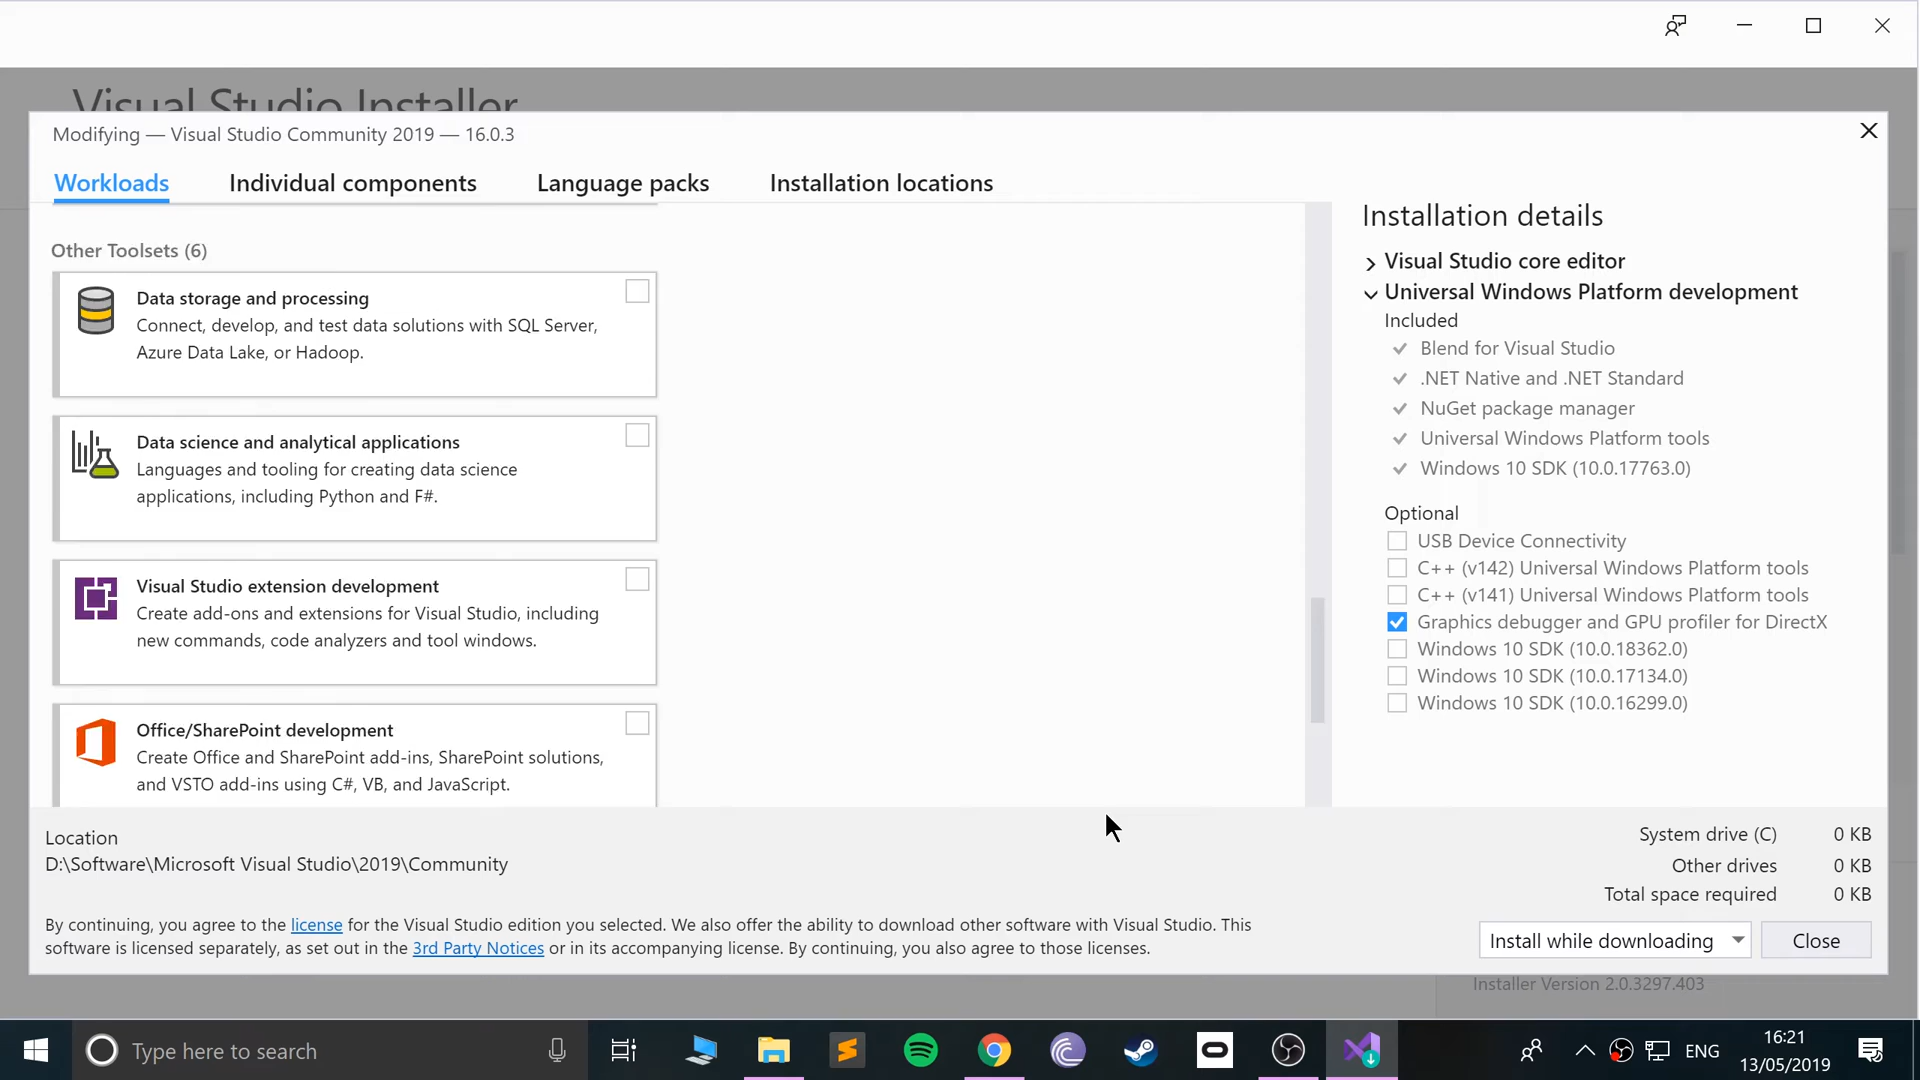 Visual Studio Installer
Modifying — Visual Studio Community 2019 — 16.0.3
Workloads
Individual components
Language packs
Installation locations
Other Toolsets (6)
Data storage and processing
Connect, develop, and test data solutions with SQL Server,
Azure Data Lake, or Hadoop.
Data science and analytical applications
Languages and tooling for creating data science
applications, including Python and F#.
Visual Studio extension development
Create add-ons and extensions for Visual Studio, including
new commands, code analyzers and tool windows.
Office/SharePoint development
Create Office and SharePoint add-ins, SharePoint solutions,
and VSTO add-ins using C#, VB, and JavaScript.
Installation details
Visual Studio core editor
Universal Windows Platform development
Included
Blend for Visual Studio
.NET Native and .NET Standard
NuGet package manager
Universal Windows Platform tools
Windows 10 SDK (10.0.17763.0)
Optional
USB Device Connectivity
C++ (v142) Universal Windows Platform tools
C++ (v141) Universal Windows Platform tools
Graphics debugger and GPU profiler for DirectX
Windows 10 SDK (10.0.18362.0)
Windows 10 SDK (10.0.17134.0)
Windows 10 SDK (10.0.16299.0)
Location
D:\Software\Microsoft Visual Studio\2019\Community
System drive (C) 0 KB
Other drives 0 KB
Total space required 0 KB
By continuing, you agree to the license for the Visual Studio edition you selected. We also offer the ability to download other software with Visual Studio. This
software is licensed separately, as set out in the 3rd Party Notices or in its accompanying license. By continuing, you also agree to those licenses.
Install while downloading
Close
Installer Version 2.0.3297.403
Type here to search
ENG
16:21
13/05/2019